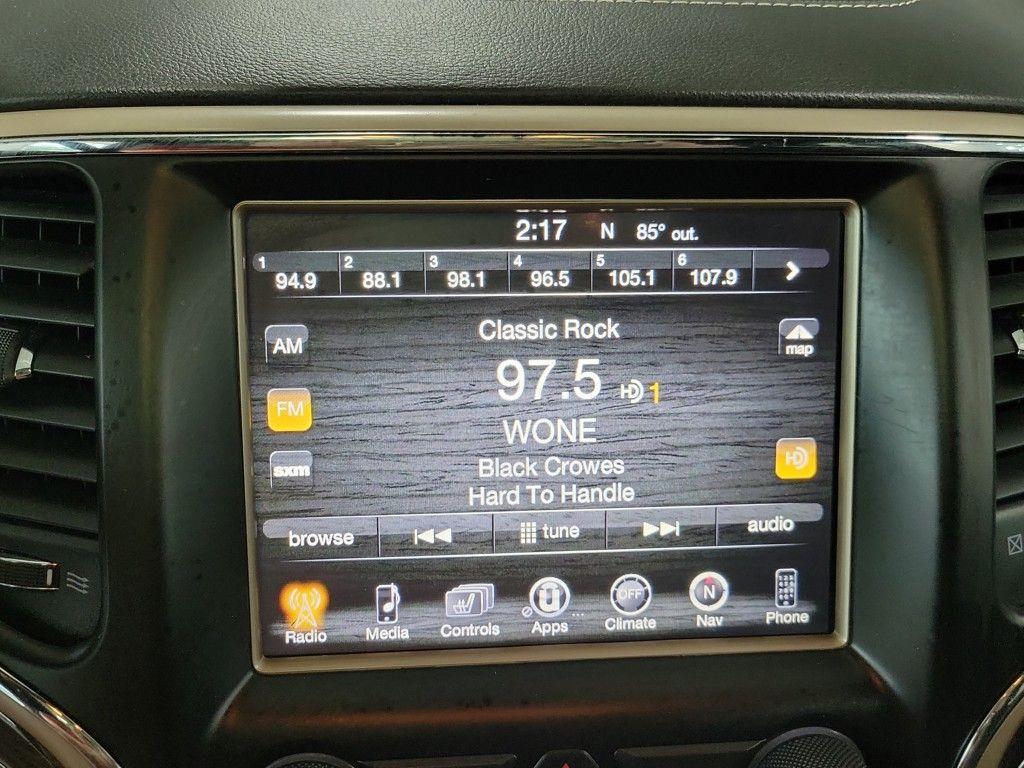 2:17 N 85° out.
1 2 3 4 5 6
94.9 88.1 98.1 96.5 105.1 107.9
Classic Rock
AM
map
97.5 HD 1
FM
WONE
HD
sxm
Black Crowes
Hard To Handle
browse tune audio
OFF N
Radio Media Controls Apps Climate Nav Phone